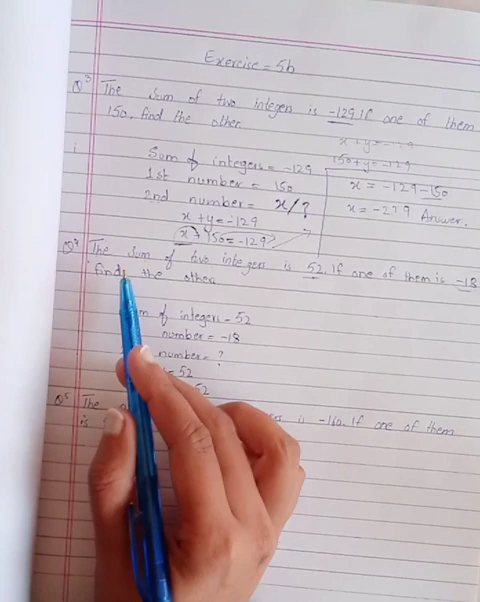 Exercise = 5h
Q3 The Sum of two integers is -129. If one of them
150, find the other.
x + y = -129
150 + y = -129
i Sum of integers = -129
1st number = 150
2nd number = x/?
x + y = -129
x + 150 = -129?
x = -129 - 150
x = -279 Answer.
Q4 The Sum of two integers is 52. If one of them is -18
find the other.
of integers = 52
number = -18
number = ?
= 52
52
Q5 The
is -160. If one of them
is